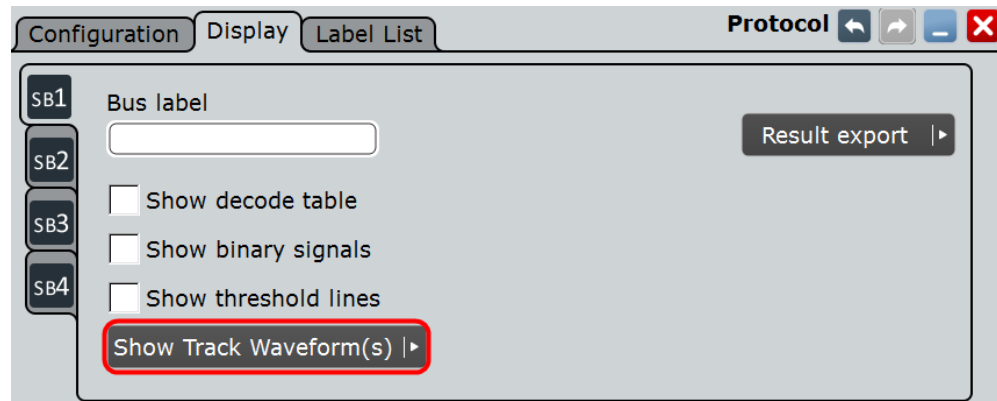 Configuration Display Label List Protocol
SB1
Bus label
Result export
SB2
Show decode table
SB3
Show binary signals
SB4
Show threshold lines
Show Track Waveform(s)